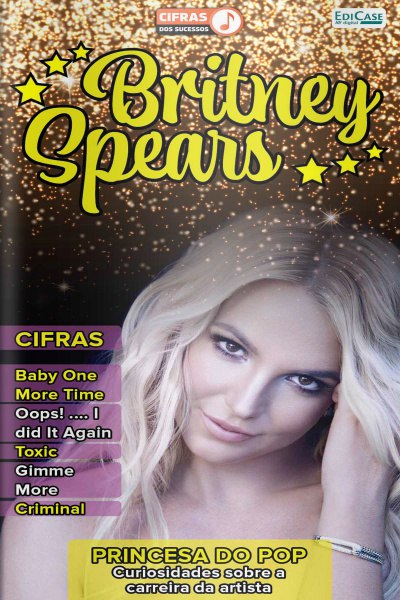 CIFRAS
DOS SUCESSOS
EDICASE
digital
Britney
Spears
CIFRAS
Baby One
More Time
Oops! .... I
did It Again
Toxic
Gimme
More
Criminal
PRINCESA DO POP
Curiosidades sobre a
carreira da artista